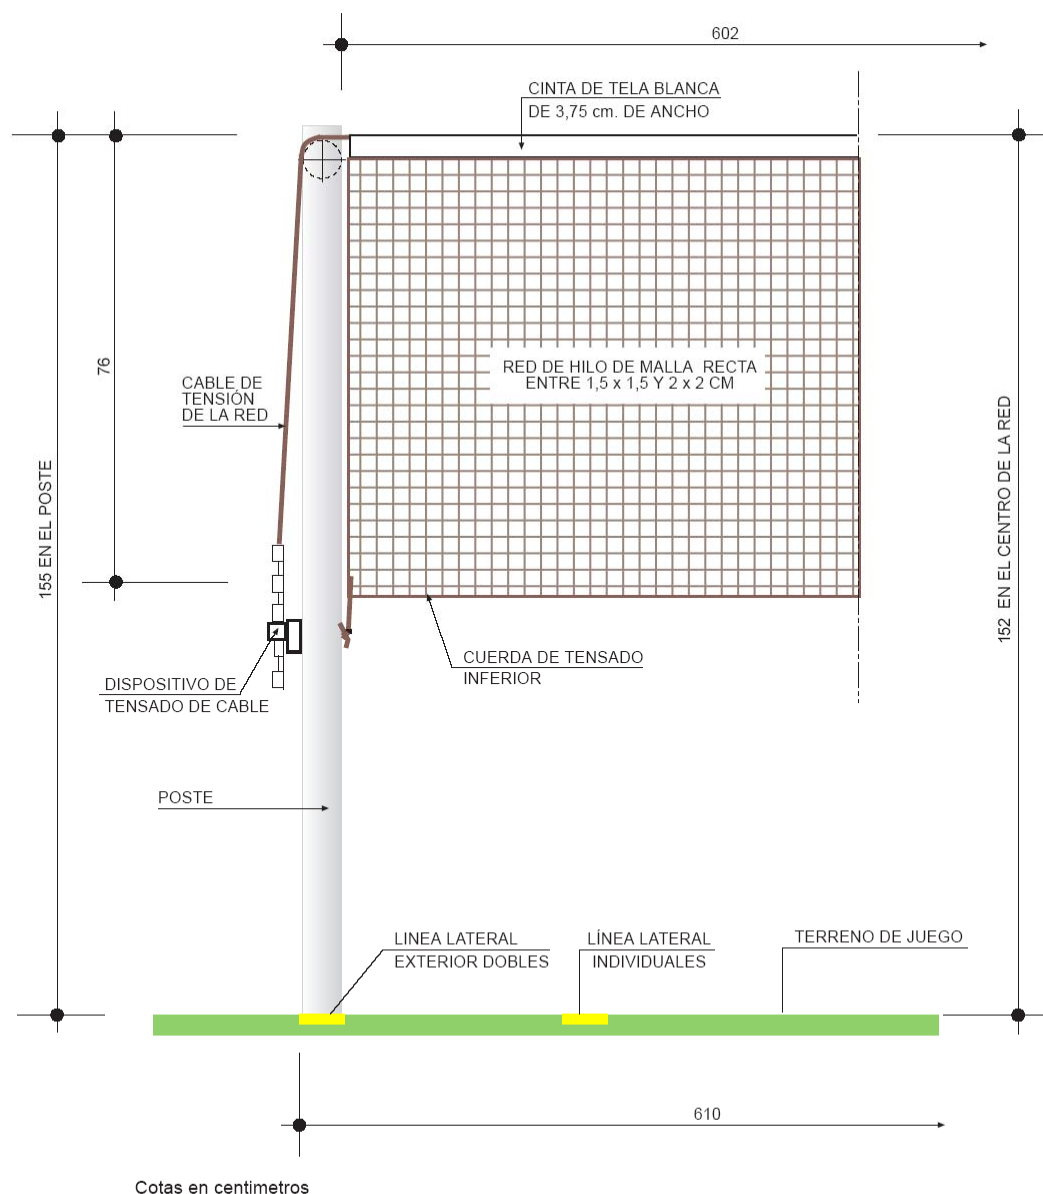 602
CINTA DE TELA BLANCA
DE 3,75 cm. DE ANCHO
76
RED DE HILO DE MALLA RECTA
ENTRE 1,5 x 1,5 Y 2 x 2 CM
CABLE DE
TENSIÓN
DE LA RED
155 EN EL POSTE
152 EN EL CENTRO DE LA RED
CUERDA DE TENSADO
INFERIOR
DISPOSITIVO DE
TENSADO DE CABLE
POSTE
LINEA LATERAL
EXTERIOR DOBLES
LÍNEA LATERAL
INDIVIDUALES
TERRENO DE JUEGO
610
Cotas en centimetros